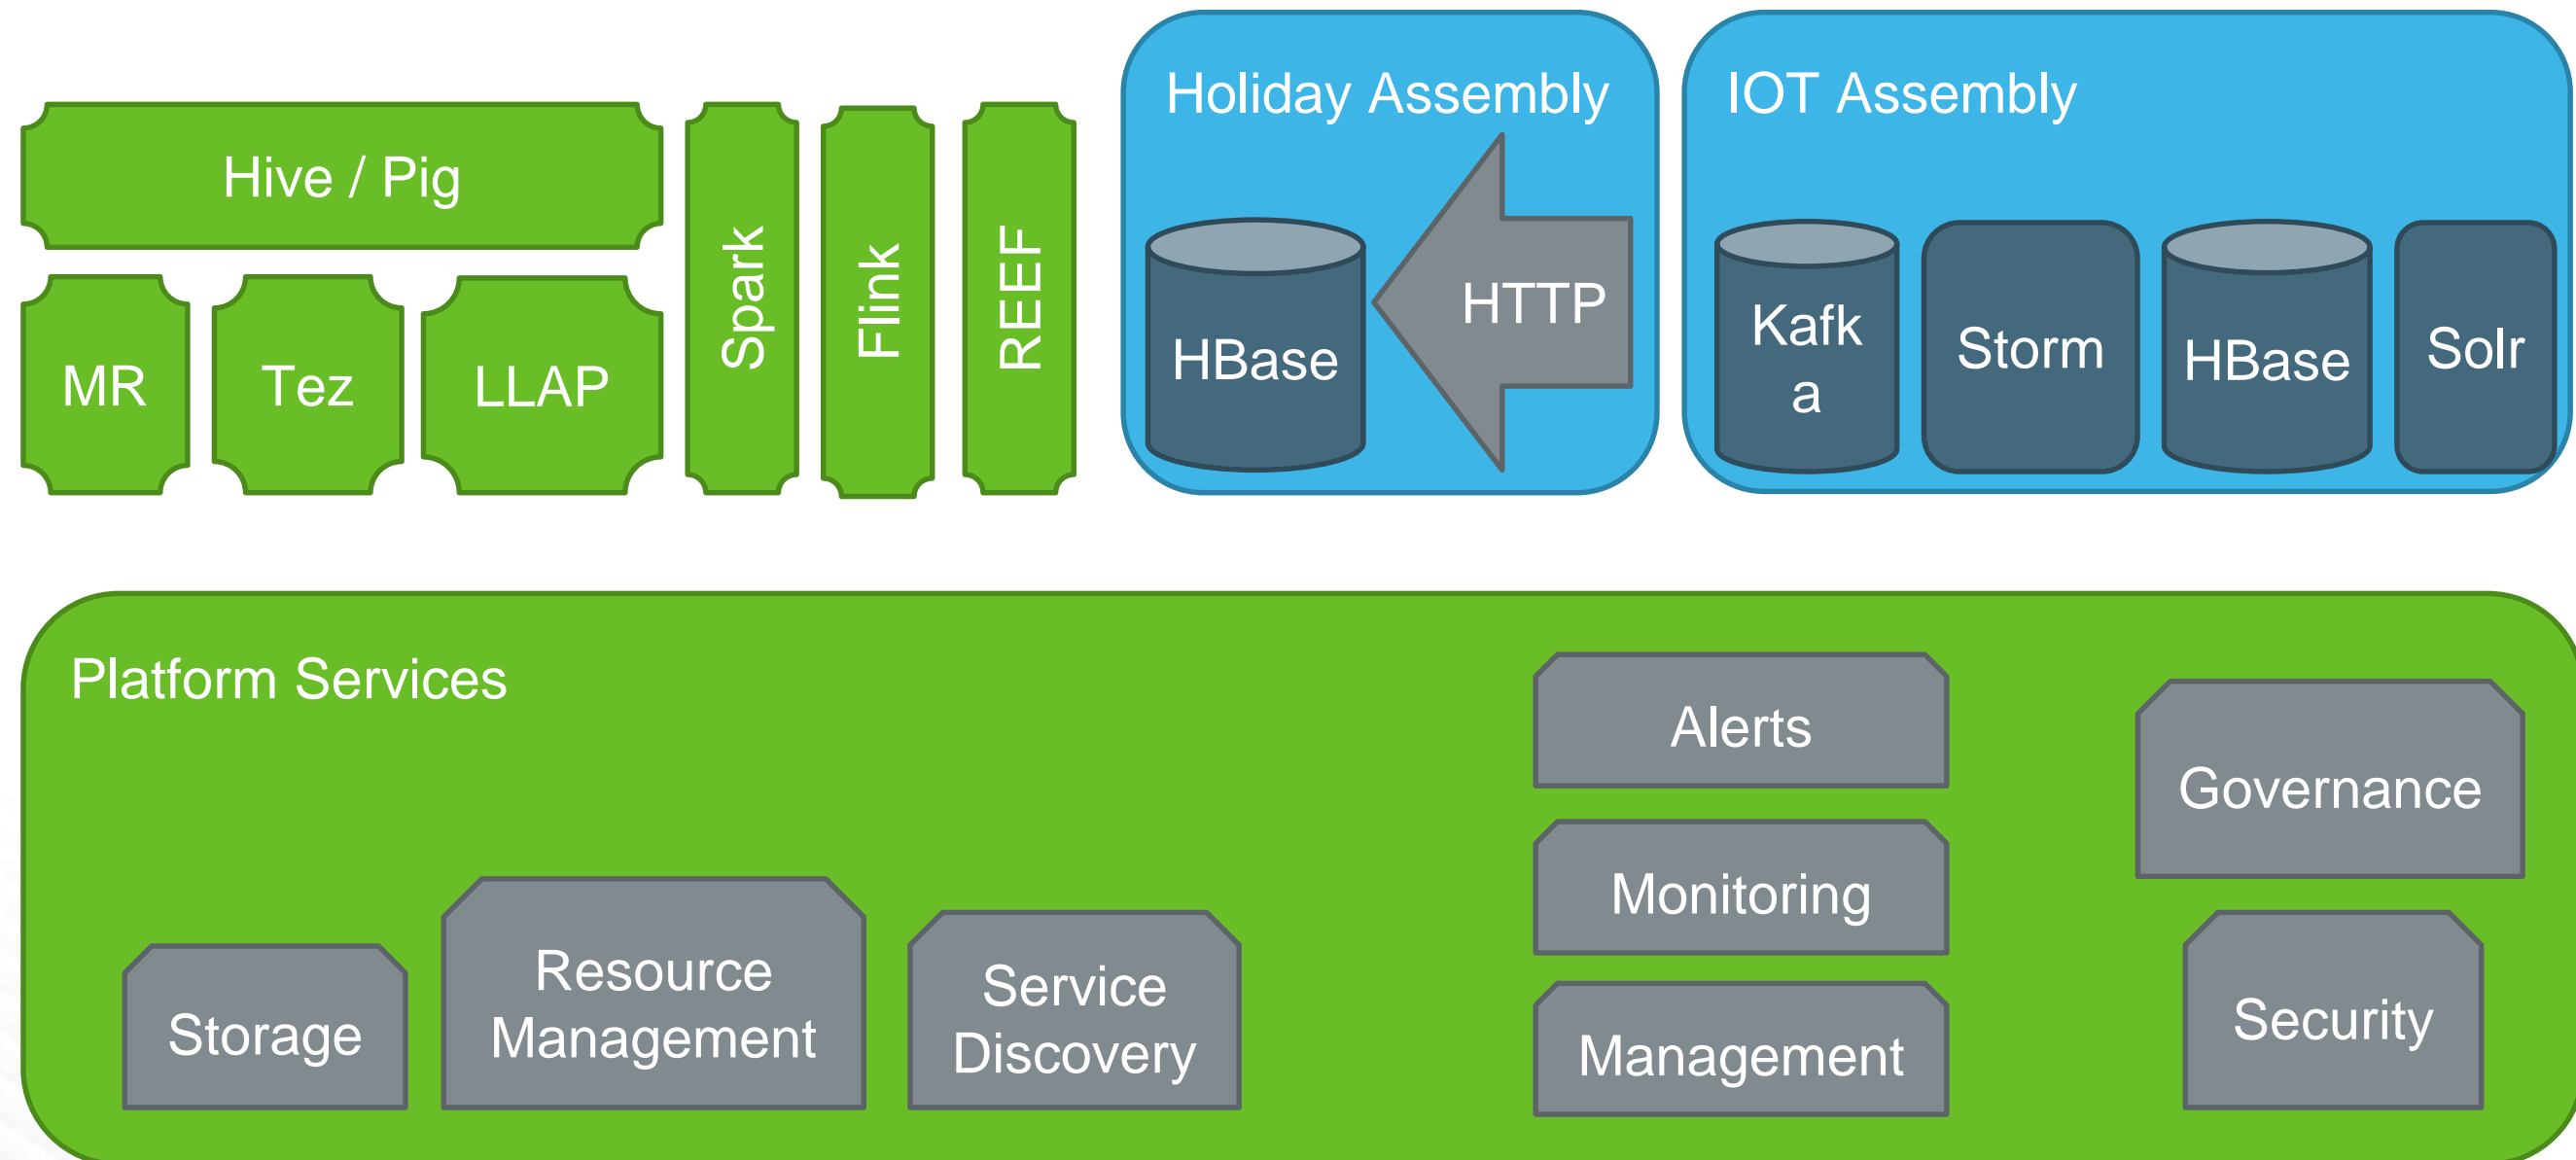 Holiday Assembly
IOT Assembly
Hive / Pig
Spark
Flink
REEF
MR
Tez
LLAP
HBase
HTTP
Kafk
a
Storm
HBase
Solr
Platform Services
Alerts
Monitoring
Management
Governance
Security
Storage
Resource
Management
Service
Discovery